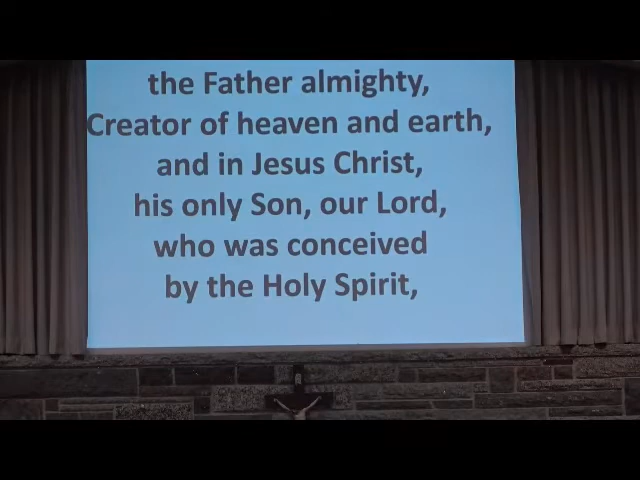 the Father almighty,
Creator of heaven and earth,
and in Jesus Christ,
his only Son, our Lord,
who was conceived
by the Holy Spirit,